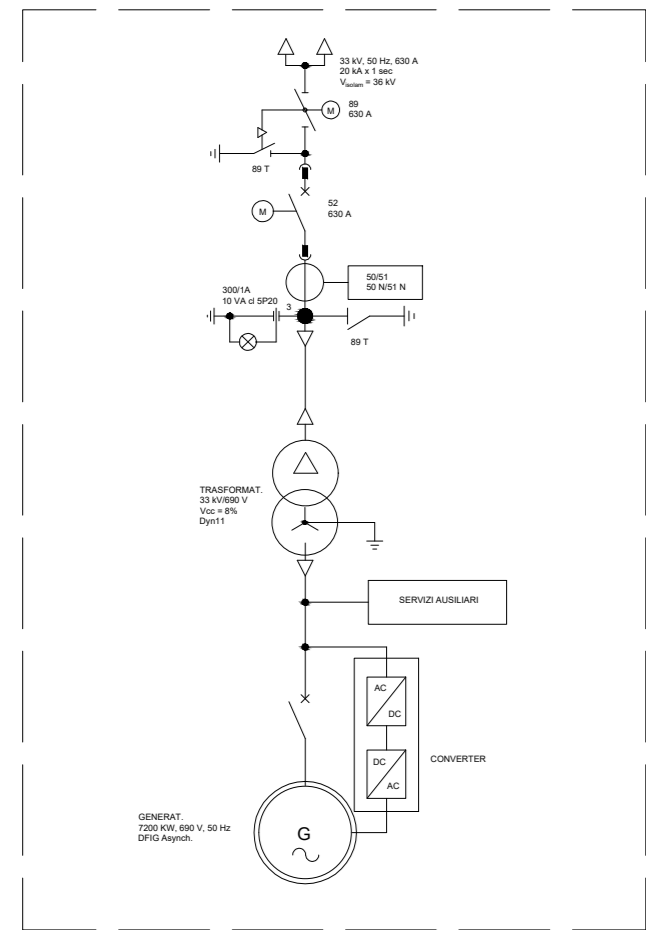 33 kV, 50 Hz, 630 A
20 kA x 1 sec
Visolam = 36 kV
M
89
630 A
89 T
M
52
630 A
50/51
50 N/51 N
300/1A
10 VA cl 5P20
3
89 T
TRASFORMAT.
33 kV/690 V
Vcc = 8%
Dyn11
SERVIZI AUSILIARI
AC
DC
DC
AC
CONVERTER
GENERAT.
7200 KW, 690 V, 50 Hz
DFIG Asynch.
G